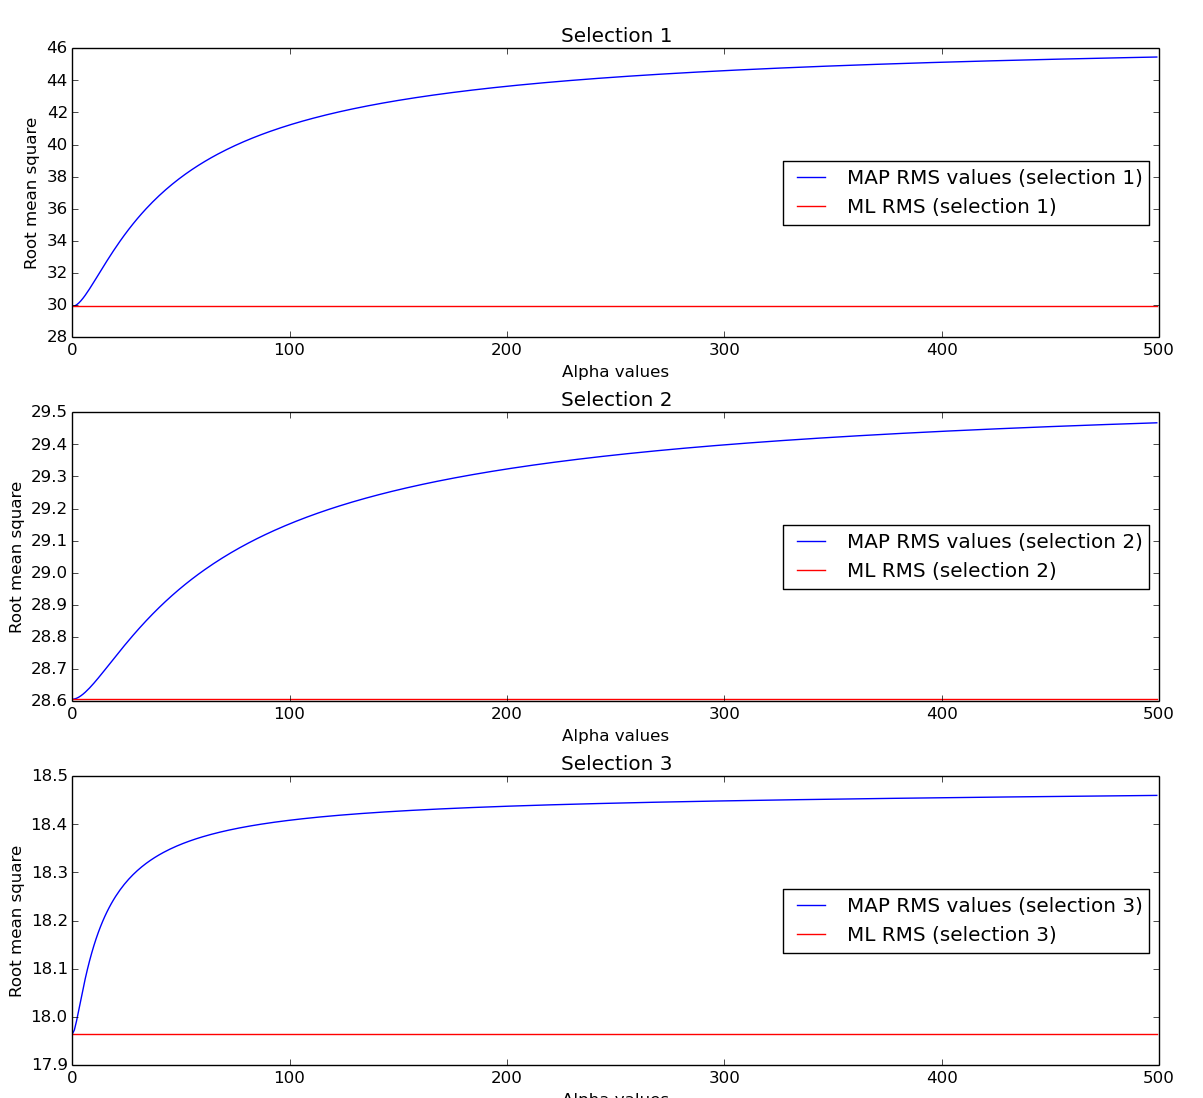 Selection 1
46
44
42
40
38
36
34
32
30
28
Root mean square
MAP RMS values (selection 1)
ML RMS (selection 1)
0 100 200 300 400 500
Alpha values
Selection 2
29.5
29.4
29.3
29.2
29.1
29.0
28.9
28.8
28.7
28.6
Root mean square
MAP RMS values (selection 2)
ML RMS (selection 2)
0 100 200 300 400 500
Alpha values
Selection 3
18.5
18.4
18.3
18.2
18.1
18.0
17.9
Root mean square
MAP RMS values (selection 3)
ML RMS (selection 3)
0 100 200 300 400 500
Alpha values